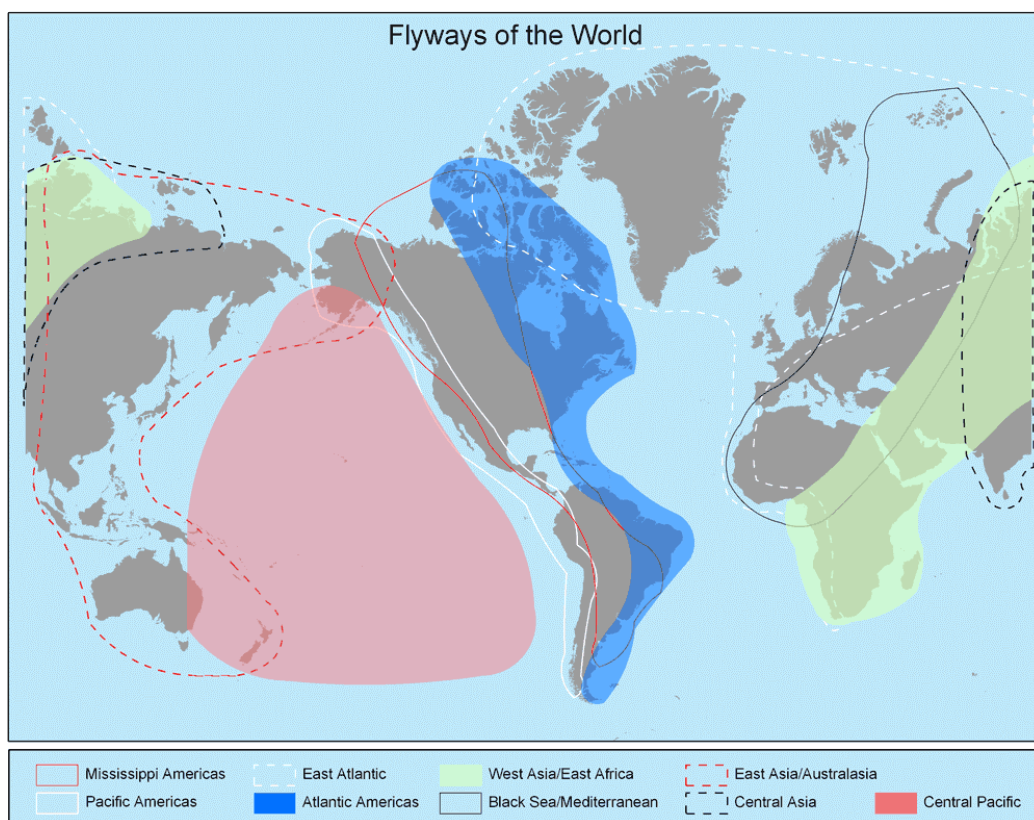 Flyways of the World
Mississippi Americas
East Atlantic
West Asia/East Africa
East Asia/Australasia
Pacific Americas
Atlantic Americas
Black Sea/Mediterranean
Central Asia
Central Pacific